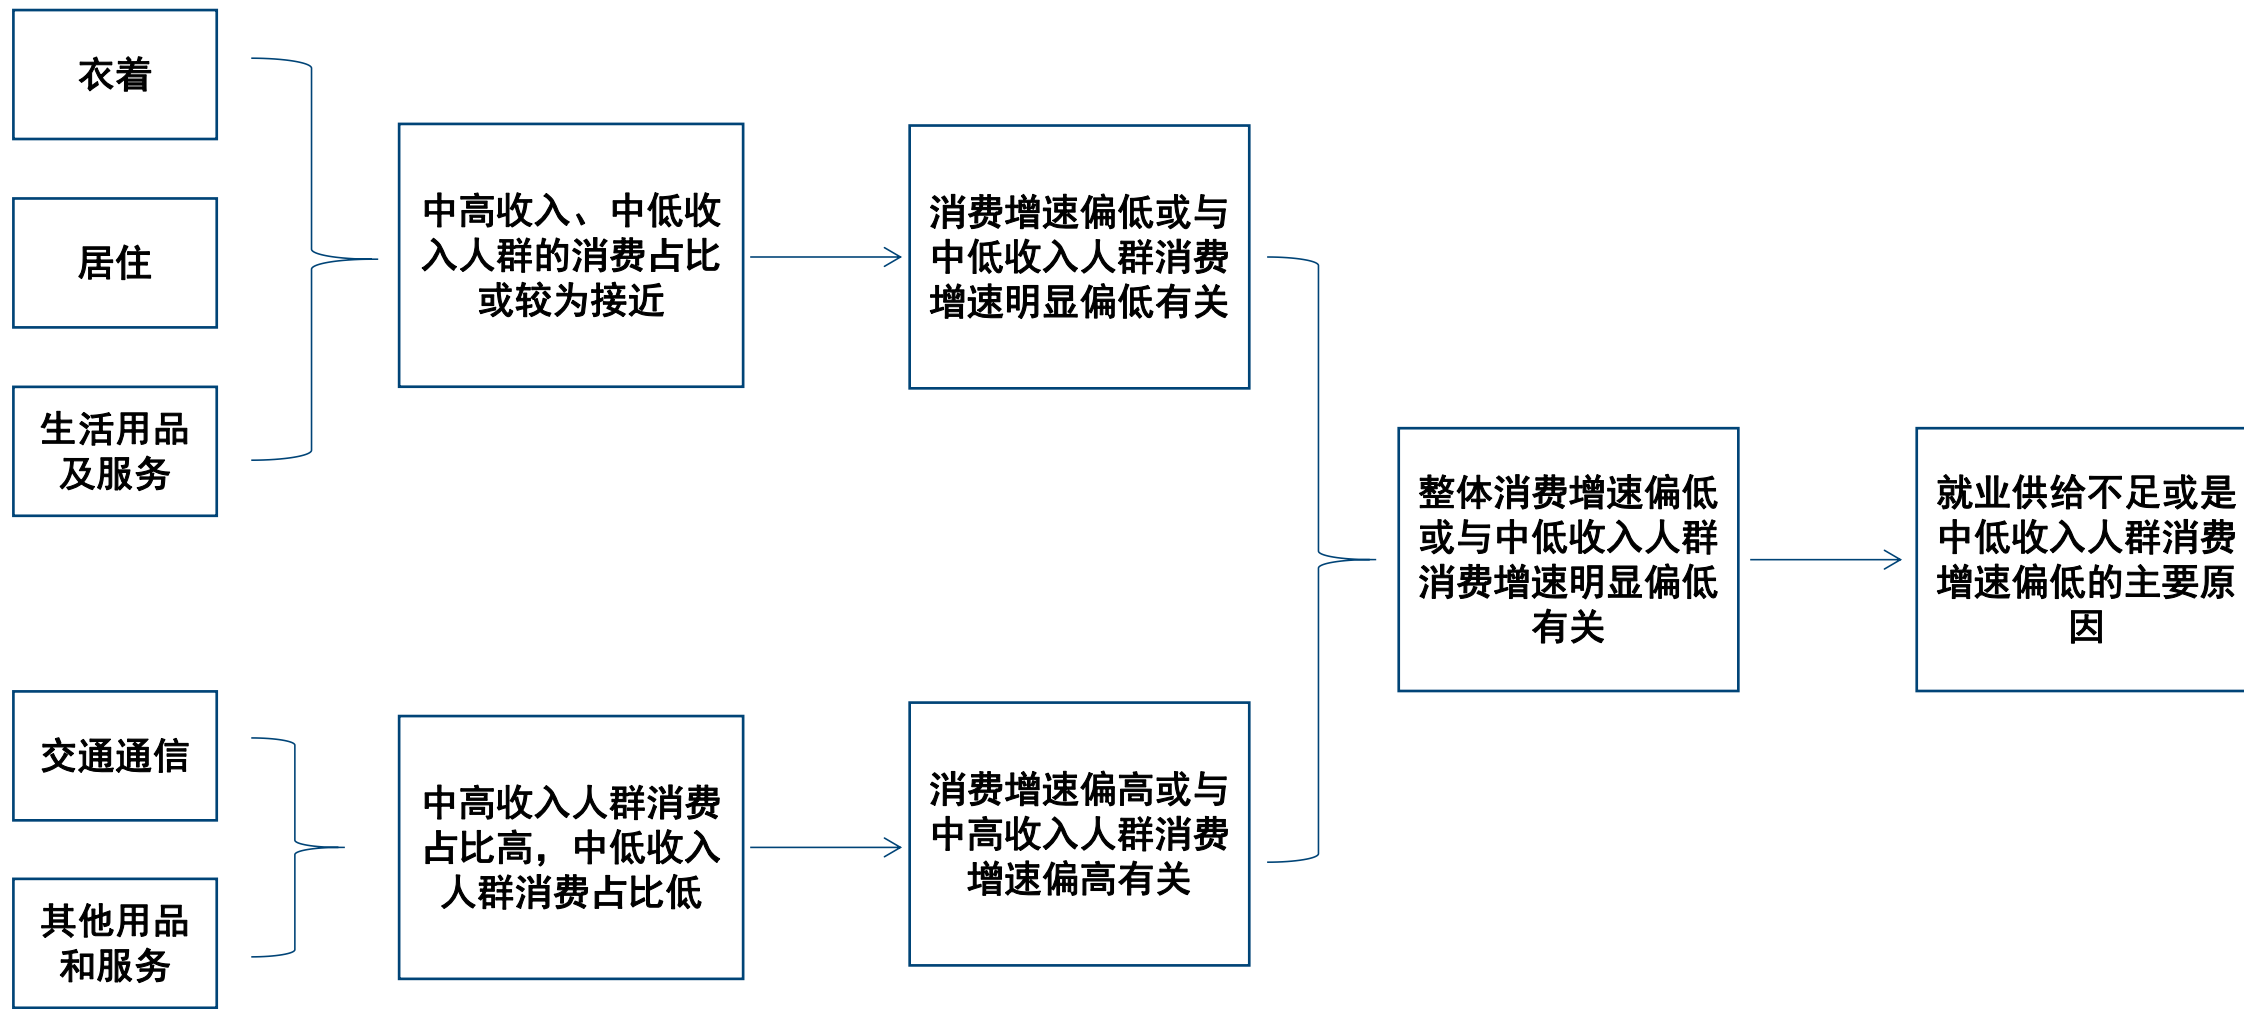 衣着
居住
生活用品
及服务
中高收入、中低收
入人群的消费占比
或较为接近
消费增速偏低或与
中低收入人群消费
增速明显偏低有关
交通通信
其他用品
和服务
中高收入人群消费
占比高，中低收入
人群消费占比低
消费增速偏高或与
中高收入人群消费
增速偏高有关
整体消费增速偏低
或与中低收入人群
消费增速明显偏低
有关
就业供给不足或是
中低收入人群消费
增速偏低的主要原
因